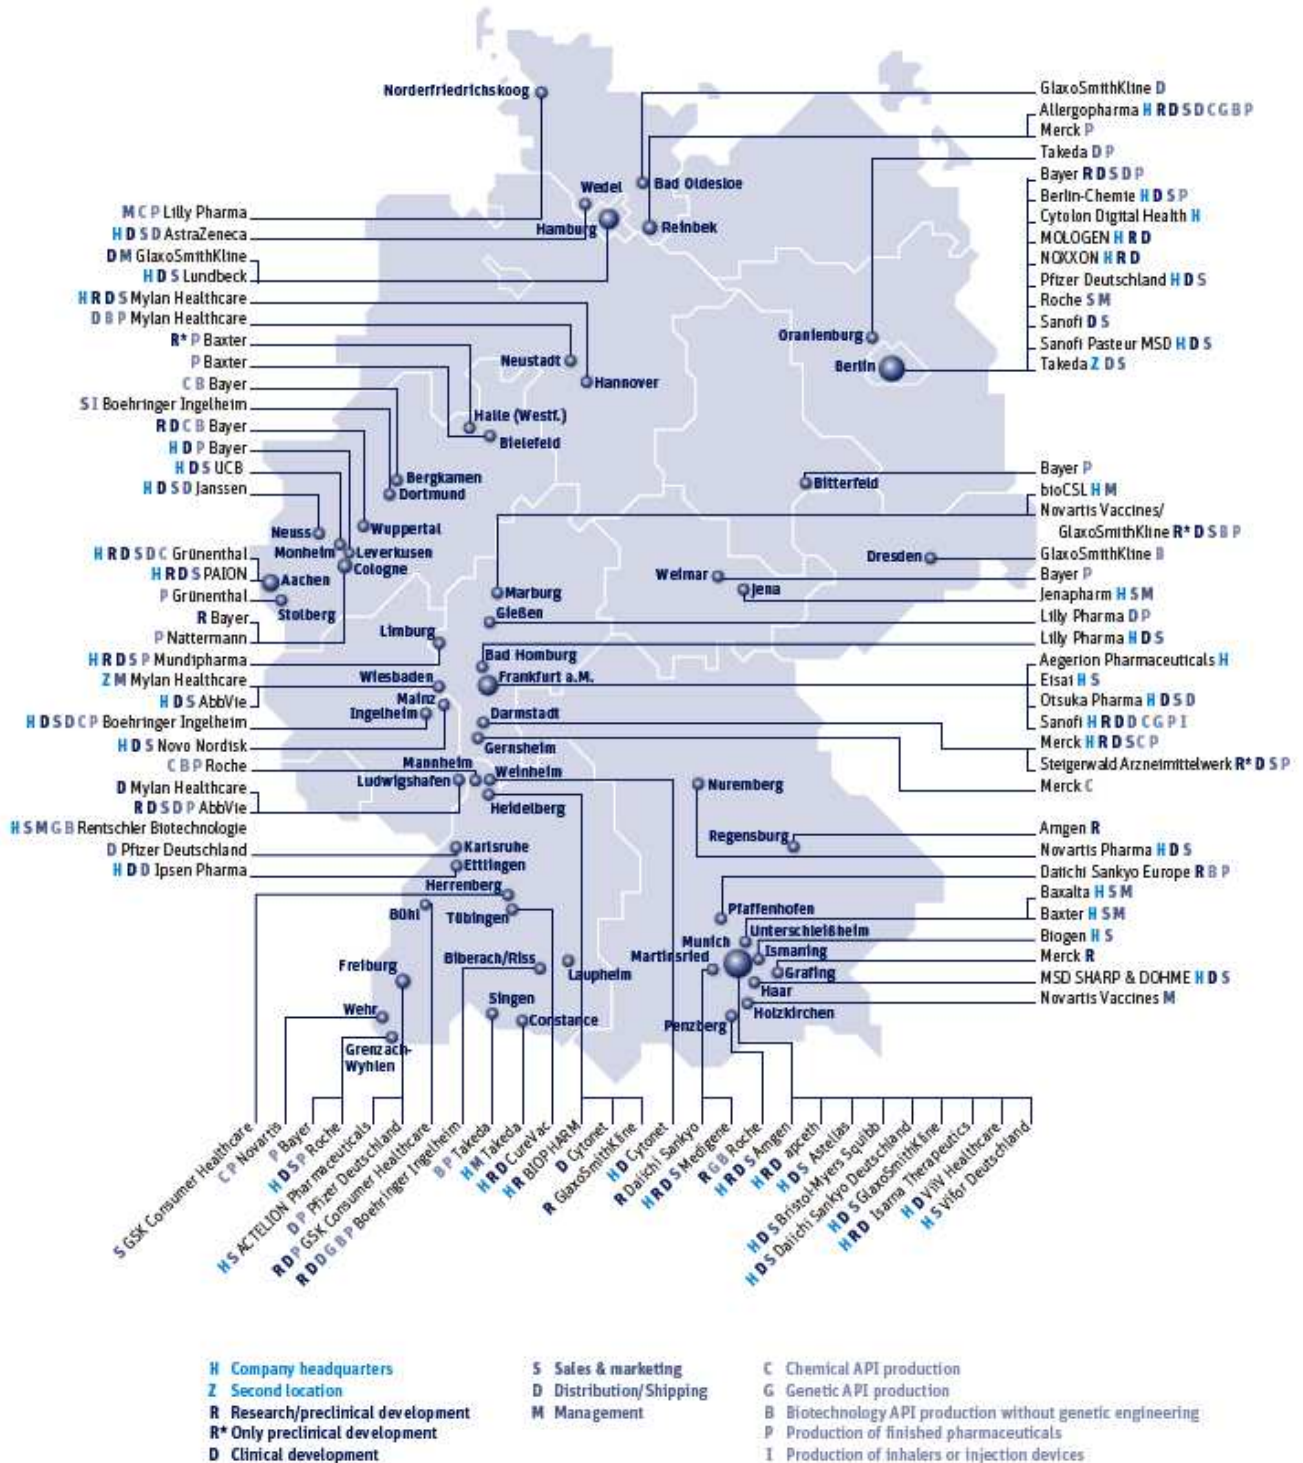 Norderfriedrichskoog
Wedel
Bad Oldesloe
Hamburg
Reinbek
Oranienburg
Berlin
Neustadt
Hannover
Halle (Westf.)
Bielefeld
Bergkamen
Dortmund
Bitterfeld
Neuss
Wuppertal
Monheim
Leverkusen
Cologne
Dresden
Aachen
Weimar
Jena
Stolberg
Marburg
Gießen
Limburg
Bad Homburg
Wiesbaden
Frankfurt a.M.
Mainz
Ingelheim
Darmstadt
Gernsheim
Mannheim
Weinheim
Ludwigshafen
Heidelberg
Nuremberg
Regensburg
Karlsruhe
Ettlingen
Herrenberg
Bühl
Tübingen
Pfaffenhofen
Unterschleißheim
Munich
Ismaning
Martinsried
Grafing
Biberach/Riss
Laupheim
Haar
Freiburg
Singen
Holzkirchen
Wehr
Constance
Penzberg
Grenzach-
Wyhlen
M C P Lilly Pharma
H D S D AstraZeneca
D M GlaxoSmithKline
H D S Lundbeck
H R D S Mylan Healthcare
D B P Mylan Healthcare
R* P Baxter
P Baxter
C B Bayer
S I Boehringer Ingelheim
R D C B Bayer
H D P Bayer
H D S UCB
H D S D Janssen
H R D S D C Grünenthal
H R D S PAION
P Grünenthal
R Bayer
P Nattermann
H R D S P Mundipharma
Z M Mylan Healthcare
H D S AbbVie
H D S D C P Boehringer Ingelheim
H D S Novo Nordisk
C B P Roche
D Mylan Healthcare
R D S D P AbbVie
H S M G B Rentschler Biotechnologie
D Pfizer Deutschland
H D D Ipsen Pharma
GlaxoSmithKline D
Allergopharma H R D S D C G B P
Merck P
Takeda D P
Bayer R D S D P
Berlin-Chemie H D S P
Cytolon Digital Health H
MOLOGEN H R D
NOXXON H R D
Pfizer Deutschland H D S
Roche S M
Sanofi D S
Sanofi Pasteur MSD H D S
Takeda Z D S
Bayer P
bioCSL H M
Novartis Vaccines/
GlaxoSmithKline R* D S B P
GlaxoSmithKline B
Bayer P
Jenapharm H S M
Lilly Pharma D P
Lilly Pharma H D S
Aegerion Pharmaceuticals H
Eisai H S
Otsuka Pharma H D S D
Sanofi H R D D C G P I
Merck H R D S C P
Steigerwald Arzneimittelwerk R* D S P
Merck C
Amgen R
Novartis Pharma H D S
Daiichi Sankyo Europe R B P
Baxalta H S M
Baxter H S M
Biogen H S
Merck R
MSD SHARP & DOHME H D S
Novartis Vaccines M
S GSK Consumer Healthcare
C P Novartis
P Bayer
H D S P Roche
H S ACTELION Pharmaceuticals
D P Pfizer Deutschland
R D P GSK Consumer Healthcare
R D D G B P Boehringer Ingelheim
B P Takeda
H M Takeda
H R D CureVac
H R BIOPHARM
D Cytonet
R GlaxoSmithKline
H D Cytonet
R Daiichi Sankyo
H R D S Medigene
R G B Roche
H R D S Amgen
H R D apceth
H D S Astellas
H D S Bristol-Myers Squibb
H D S Daiichi Sankyo Deutschland
H D S GlaxoSmithKline
H R D Isarna Therapeutics
H D ViiV Healthcare
H S Vifor Deutschland
H Company headquarters
Z Second location
R Research/preclinical development
R* Only preclinical development
D Clinical development
S Sales & marketing
D Distribution/Shipping
M Management
C Chemical API production
G Genetic API production
B Biotechnology API production without genetic engineering
P Production of finished pharmaceuticals
I Production of inhalers or injection devices